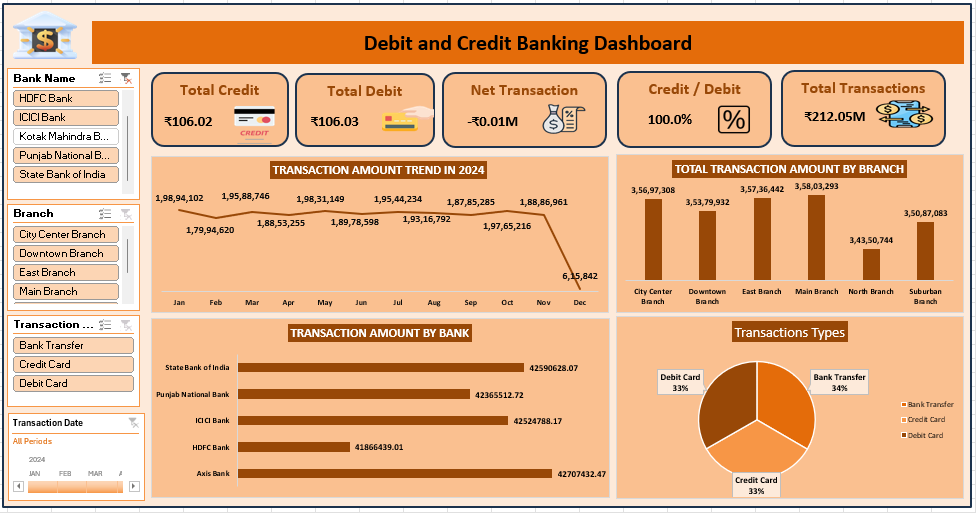 Debit and Credit Banking Dashboard
Bank Name
HDFC Bank
ICICI Bank
Kotak Mahindra B...
Punjab National B...
State Bank of India
Branch
City Center Branch
Downtown Branch
East Branch
Main Branch
Transaction ...
Bank Transfer
Credit Card
Debit Card
Transaction Date
All Periods
2024
JAN FEB MAR
Total Credit
₹106.02
CREDIT
Total Debit
₹106.03
Net Transaction
-₹0.01M
Credit / Debit
100.0%
%
Total Transactions
₹212.05M
TRANSACTION AMOUNT TREND IN 2024
1,98,94,102 1,95,88,746 1,98,31,149 1,95,44,234 1,87,85,285 1,88,86,961
1,79,94,620 1,88,53,255 1,89,78,598 1,93,16,792 1,97,65,216
6,15,842
Jan Feb Mar Apr May Jun Jul Aug Sep Oct Nov Dec
TOTAL TRANSACTION AMOUNT BY BRANCH
3,56,97,308 3,53,79,932 3,57,36,442 3,58,03,293 3,43,50,744 3,50,87,083
City Center Branch
Downtown Branch
East Branch
Main Branch
North Branch
Suburban Branch
TRANSACTION AMOUNT BY BANK
State Bank of India 42590628.07
Punjab National Bank 42365512.72
ICICI Bank 42524788.17
HDFC Bank 41866439.01
Axis Bank 42707432.47
Transactions Types
Debit Card
33%
Bank Transfer
34%
Credit Card
33%
Bank Transfer
Credit Card
Debit Card